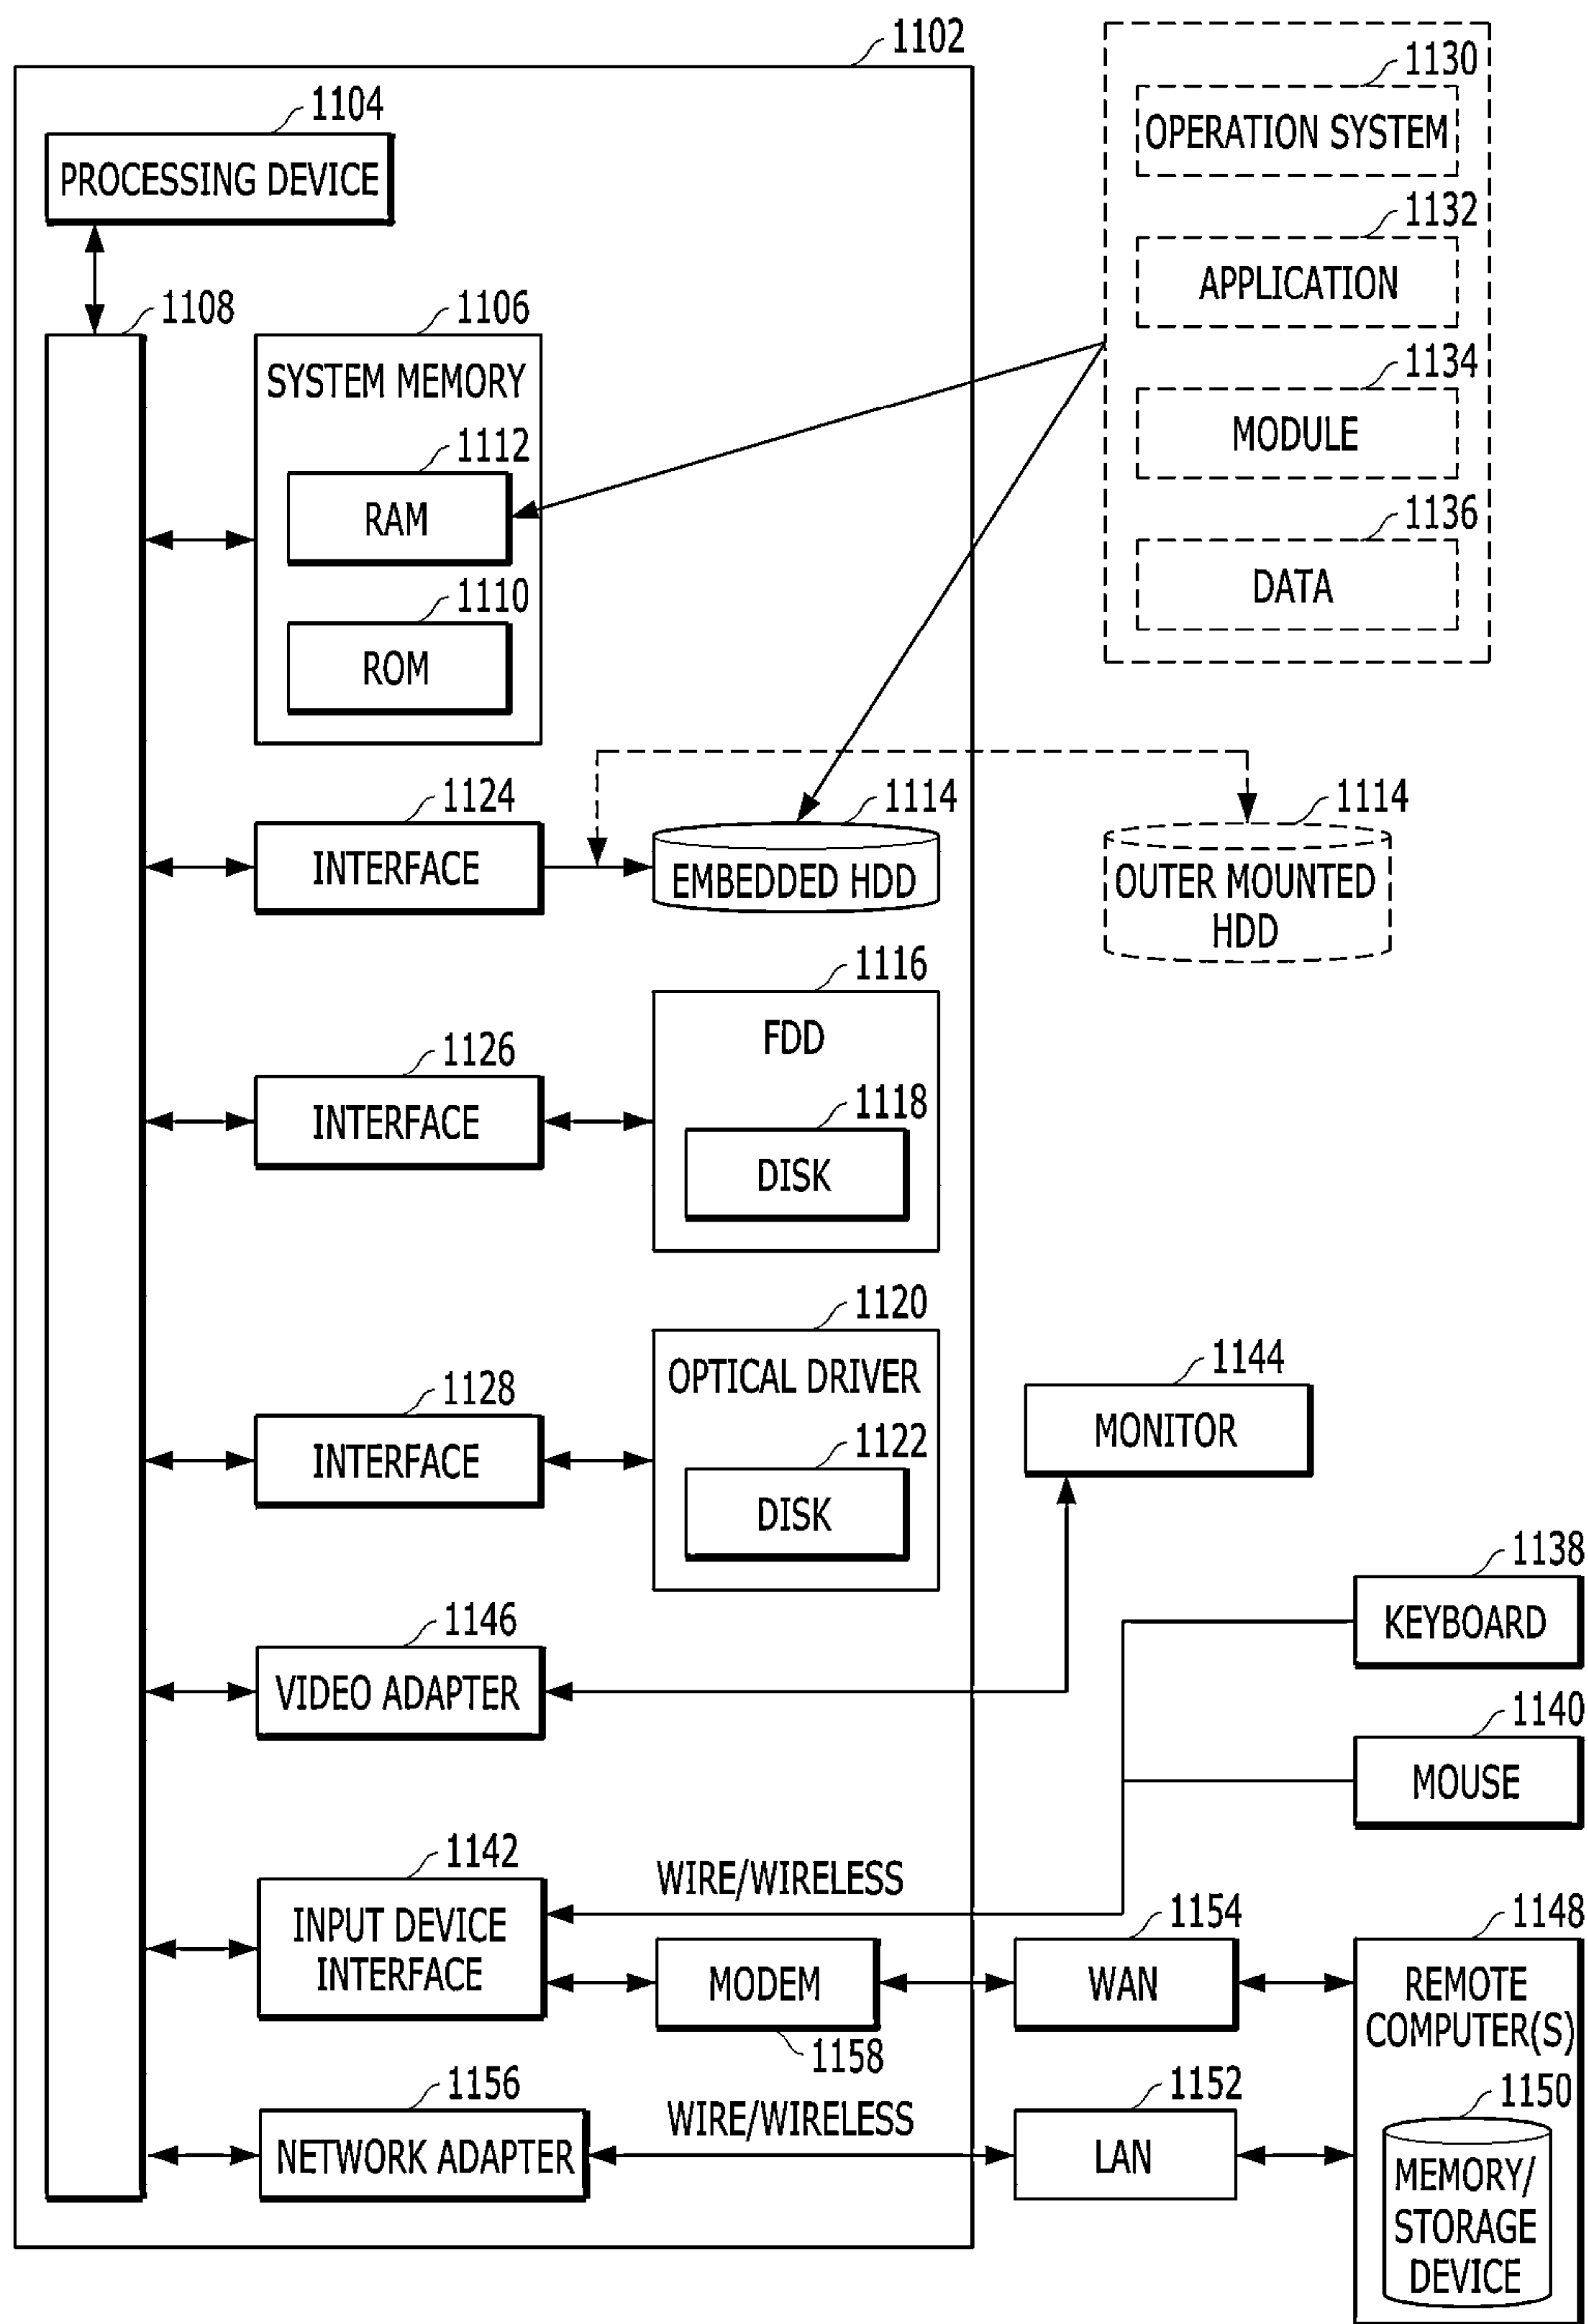 1102
1104
PROCESSING DEVICE
1130
OPERATION SYSTEM
1132
APPLICATION
1134
MODULE
1136
DATA
1108
1106
SYSTEM MEMORY
1112
RAM
1110
ROM
1124
INTERFACE
1114
EMBEDDED HDD
1114
OUTER MOUNTED
HDD
1116
FDD
1126
INTERFACE
1118
DISK
1120
OPTICAL DRIVER
1128
INTERFACE
1122
DISK
1144
MONITOR
1138
KEYBOARD
1146
VIDEO ADAPTER
1140
MOUSE
1142
INPUT DEVICE
INTERFACE
WIRE/WIRELESS
MODEM
1158
1154
WAN
1148
REMOTE
COMPUTER(S)
1156
NETWORK ADAPTER
WIRE/WIRELESS
1152
LAN
1150
MEMORY/
STORAGE
DEVICE